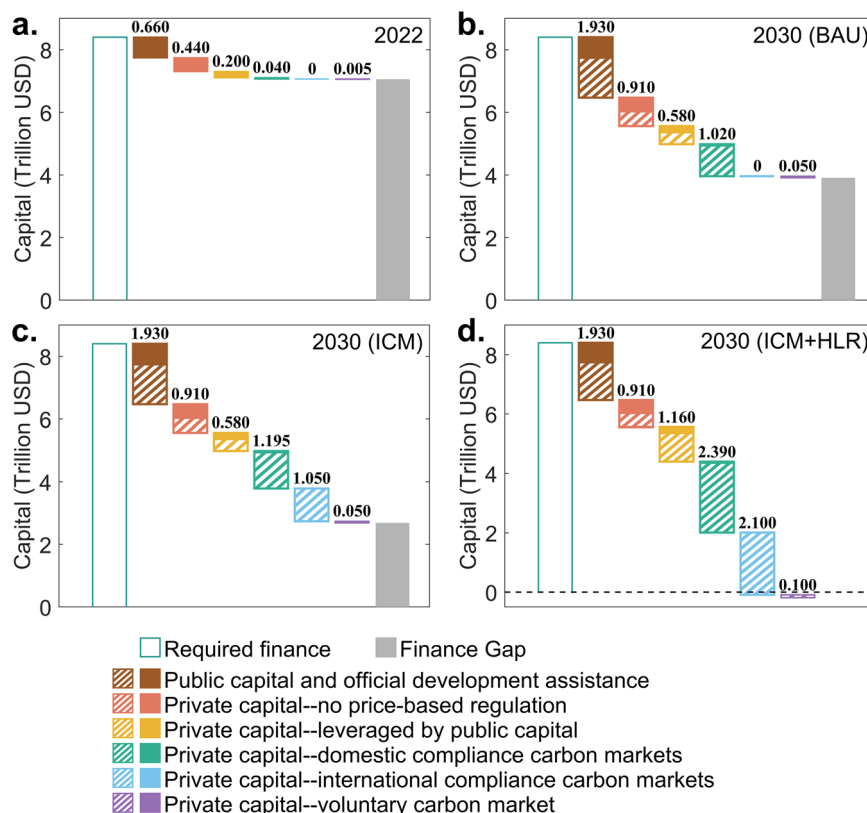 a.
2022
0.660
0.440
0.200
0.040
0
0.005
8
6
4
2
0
Capital (Trillion USD)
b.
2030 (BAU)
1.930
0.910
0.580
1.020
0
0.050
8
6
4
2
0
Capital (Trillion USD)
c.
2030 (ICM)
1.930
0.910
0.580
1.195
1.050
0.050
8
6
4
2
0
Capital (Trillion USD)
d.
2030 (ICM+HLR)
1.930
0.910
1.160
2.390
2.100
0.100
8
6
4
2
0
Capital (Trillion USD)
Required finance
Finance Gap
Public capital and official development assistance
Private capital--no price-based regulation
Private capital--leveraged by public capital
Private capital--domestic compliance carbon markets
Private capital--international compliance carbon markets
Private capital--voluntary carbon market